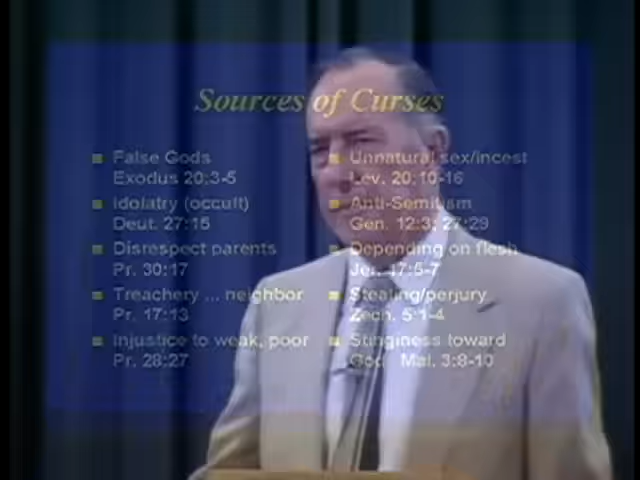 Sources of Curses
False Gods
Exodus 20:3-5
Idolatry (occult)
Deut. 27:15
Disrespect parents
Pr. 30:17
Treachery ... neighbor
Pr. 17:13
Injustice to weak, poor
Pr. 28:27
Unnatural sex/incest
Lev. 20:10-16
Anti-Semitism
Gen. 12:3; 27:29
Depending on flesh
Jer. 17:5-7
Stealing/perjury
Zech. 5:1-4
Stinginess toward
God Mal. 3:8-10